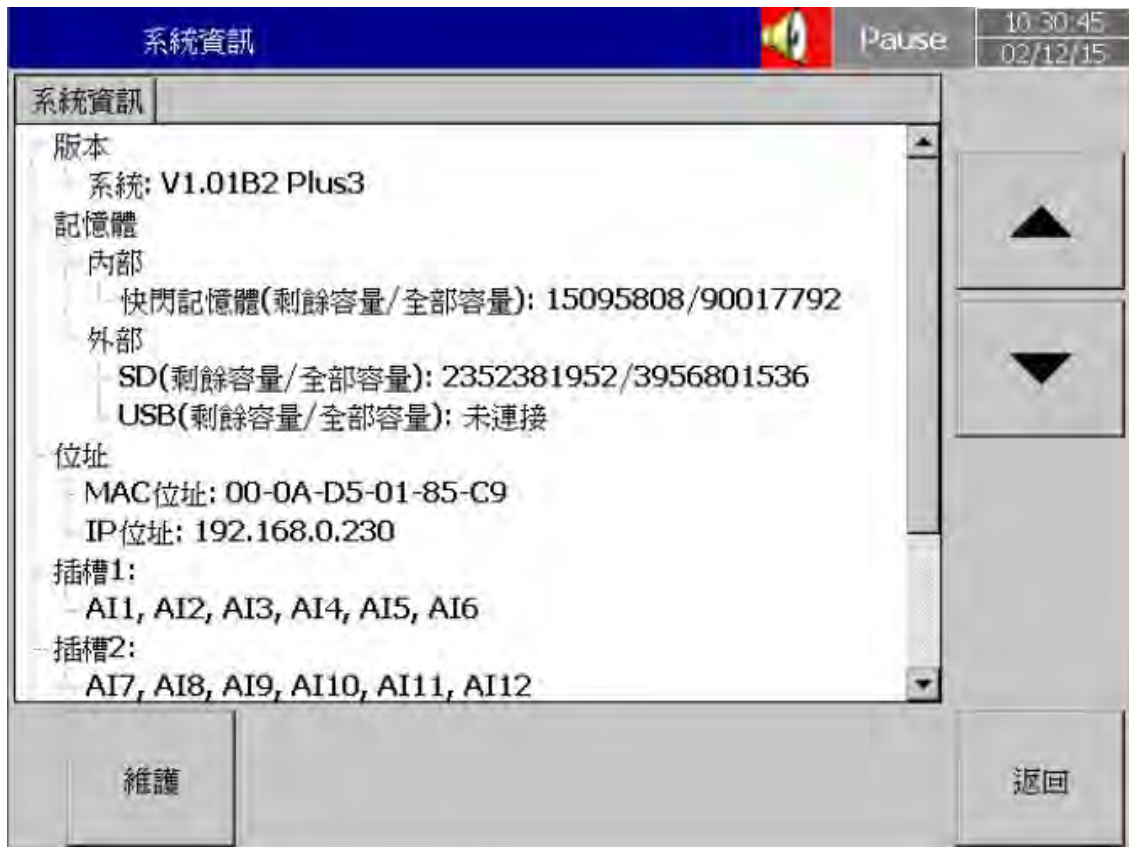 系統資訊
Pause
10:30:45
02/12/15
系統資訊
版本
系統: V1.01B2 Plus3
記憶體
內部
快閃記憶體(剩餘容量/全部容量): 15095808/90017792
外部
SD(剩餘容量/全部容量): 2352381952/3956801536
USB(剩餘容量/全部容量): 未連接
位址
MAC位址: 00-0A-D5-01-85-C9
IP位址: 192.168.0.230
插槽1:
AI1, AI2, AI3, AI4, AI5, AI6
插槽2:
AI7, AI8, AI9, AI10, AI11, AI12
維護
返回